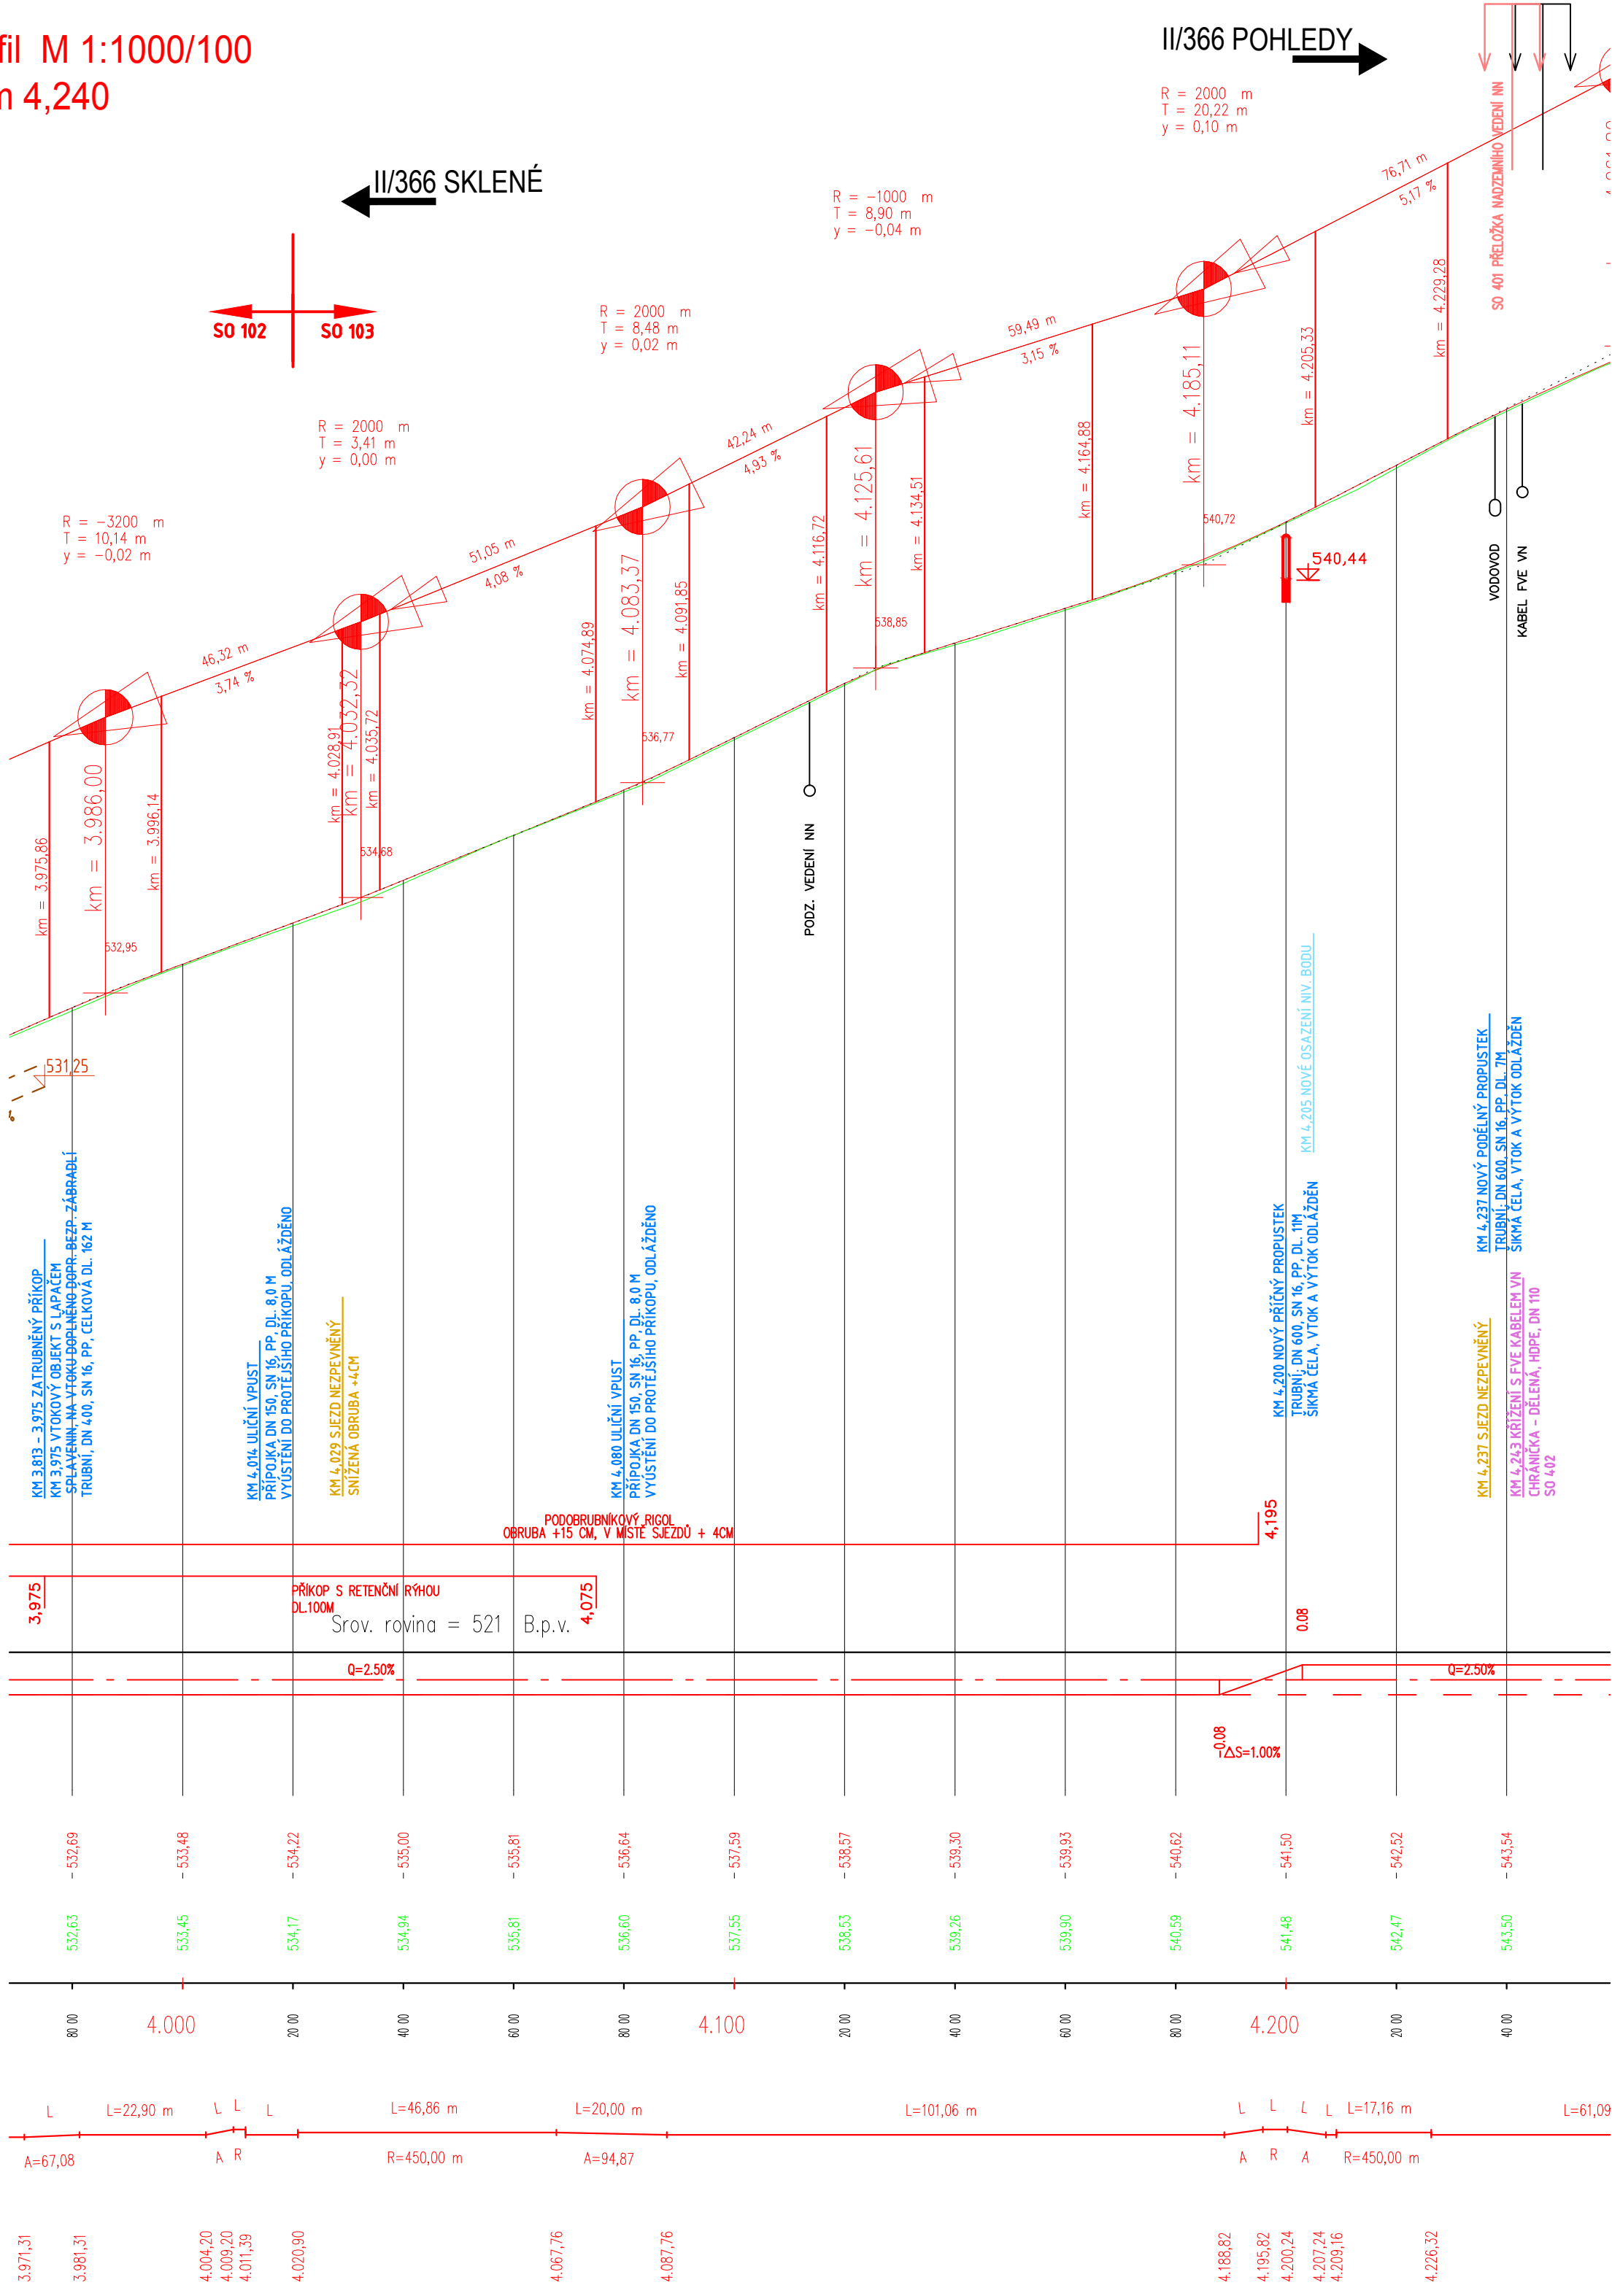 fil M 1:1000/100
m 4,240
II/366 POHLEDY
II/366 SKLENÉ
SO 102
SO 103
R = -3200 m
T = 10,14 m
y = -0,02 m
R = 2000 m
T = 3,41 m
y = 0,00 m
R = 2000 m
T = 8,48 m
y = 0,02 m
R = -1000 m
T = 8,90 m
y = -0,04 m
R = 2000 m
T = 20,22 m
y = 0,10 m
46,32 m
3,74 %
51,05 m
4,08 %
42,24 m
4,93 %
59,49 m
3,15 %
76,71 m
5,17 %
km = 3.975,86
km = 3.986,00
km = 3.996,14
532,95
km = 4.028,91
km = 4.032,32
km = 4.035,72
534,68
km = 4.074,89
km = 4.083,37
km = 4.091,85
536,77
km = 4.116,72
km = 4.125,61
km = 4.134,51
538,85
km = 4.164,88
km = 4.185,11
km = 4.205,33
540,72
km = 4.229,28
SO 401 PŘELOŽKA NADZEMNÍHO VEDENÍ NN
540,44
531,25
PODZ. VEDENÍ NN
VODOVOD
KABEL FVE VN
KM 3,813 - 3,975 ZATRUBNĚNÝ PŘÍKOP
KM 3,975 VTOKOVÝ OBJEKT S LAPAČEM
SPLAVENIN, NA VTOKU DOPLNĚNO DOPR. BEZP. ZÁBRADLÍ
TRUBNÍ, DN 400, SN 16, PP, CELKOVÁ DL. 162 M
KM 4,014 ULIČNÍ VPUST
PŘÍPOJKA DN 150, SN 16, PP, DL. 8,0 M
VYÚSTĚNÍ DO PROTĚJŠÍHO PŘÍKOPU, ODLÁŽDĚNO
KM 4,029 SJEZD NEZPEVNĚNÝ
SNÍŽENÁ OBRUBA +4CM
KM 4,080 ULIČNÍ VPUST
PŘÍPOJKA DN 150, SN 16, PP, DL. 8,0 M
VYÚSTĚNÍ DO PROTĚJŠÍHO PŘÍKOPU, ODLÁŽDĚNO
KM 4,200 NOVÝ PŘÍČNÝ PROPUSTEK
TRUBNÍ; DN 600, SN 16, PP, DL. 11M
ŠIKMÁ ČELA, VTOK A VÝTOK ODLÁŽDĚN
KM 4,205 NOVÉ OSAZENÍ NIV. BODU
KM 4,237 NOVÝ PODÉLNÝ PROPUSTEK
TRUBNÍ; DN 600, SN 16, PP, DL. 7M
ŠIKMÁ ČELA, VTOK A VÝTOK ODLÁŽDĚN
KM 4,237 SJEZD NEZPEVNĚNÝ
KM 4,243 KŘÍŽENÍ S FVE KABELEM VN
CHRÁNIČKA - DĚLENÁ, HDPE, DN 110
SO 402
PODOBRUBNÍKOVÝ RIGOL
OBRUBA +15 CM, V MÍSTĚ SJEZDŮ + 4CM
4,195
3,975
PŘÍKOP S RETENČNÍ RÝHOU
DL.100M
4,075
Srov. rovina = 521 B.p.v.
0.08
Q=2.50%
Q=2.50%
-0.08
△S=1.00%
532,69 533,48 534,22 535,00 535,81 536,64 537,59 538,57 539,30 539,93 540,62 541,50 542,52 543,54
532,63 533,45 534,17 534,94 535,81 536,60 537,55 538,53 539,26 539,90 540,59 541,48 542,47 543,50
80 00 4.000 20 00 40 00 60 00 80 00 4.100 20 00 40 00 60 00 80 00 4.200 20 00 40 00
L L=22,90 m L L L L=46,86 m L=20,00 m L=101,06 m L L L L L=17,16 m L=61,09
A=67,08 A R R=450,00 m A=94,87 A R A R=450,00 m
3.971,31 3.981,31 4.004,20 4.009,20 4.011,39 4.020,90 4.067,76 4.087,76 4.188,82 4.195,82 4.200,24 4.207,24 4.209,16 4.226,32